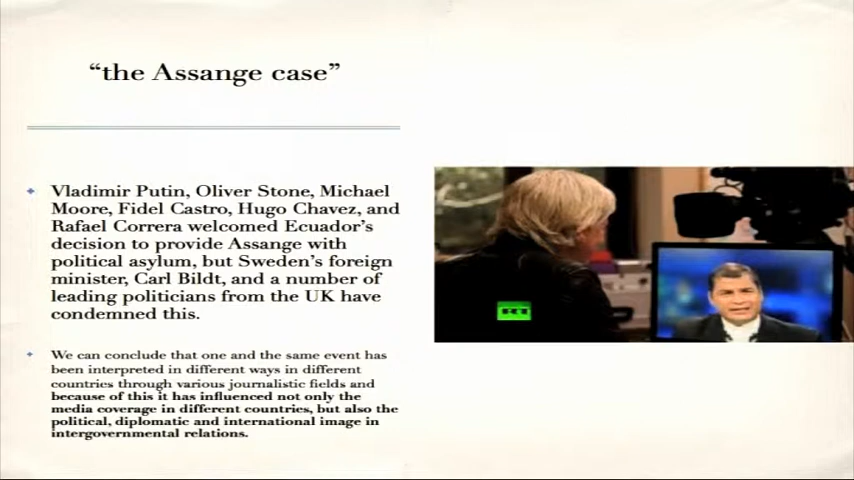 “the Assange case”
Vladimir Putin, Oliver Stone, Michael
Moore, Fidel Castro, Hugo Chavez, and
Rafael Correra welcomed Ecuador’s
decision to provide Assange with
political asylum, but Sweden’s foreign
minister, Carl Bildt, and a number of
leading politicians from the UK have
condemned this.
We can conclude that one and the same event has
been interpreted in different ways in different
countries through various journalistic fields and
because of this it has influenced not only the
media coverage in different countries, but also the
political, diplomatic and international image in
intergovernmental relations.
RT